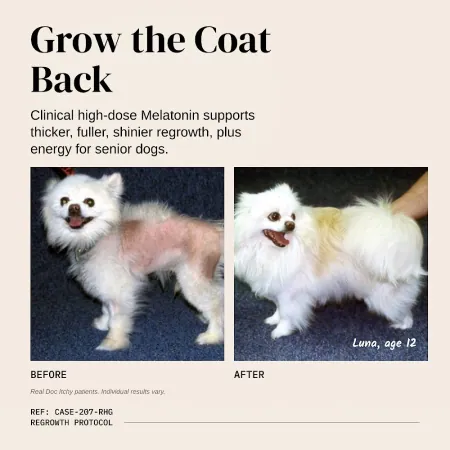 Grow the Coat
Back
Clinical high-dose Melatonin supports
thicker, fuller, shinier regrowth, plus
energy for senior dogs.
Luna, age 12
BEFORE
AFTER
Real Doc Itchy patients. Individual results vary.
REF: CASE-207-RHG
REGROWTH PROTOCOL